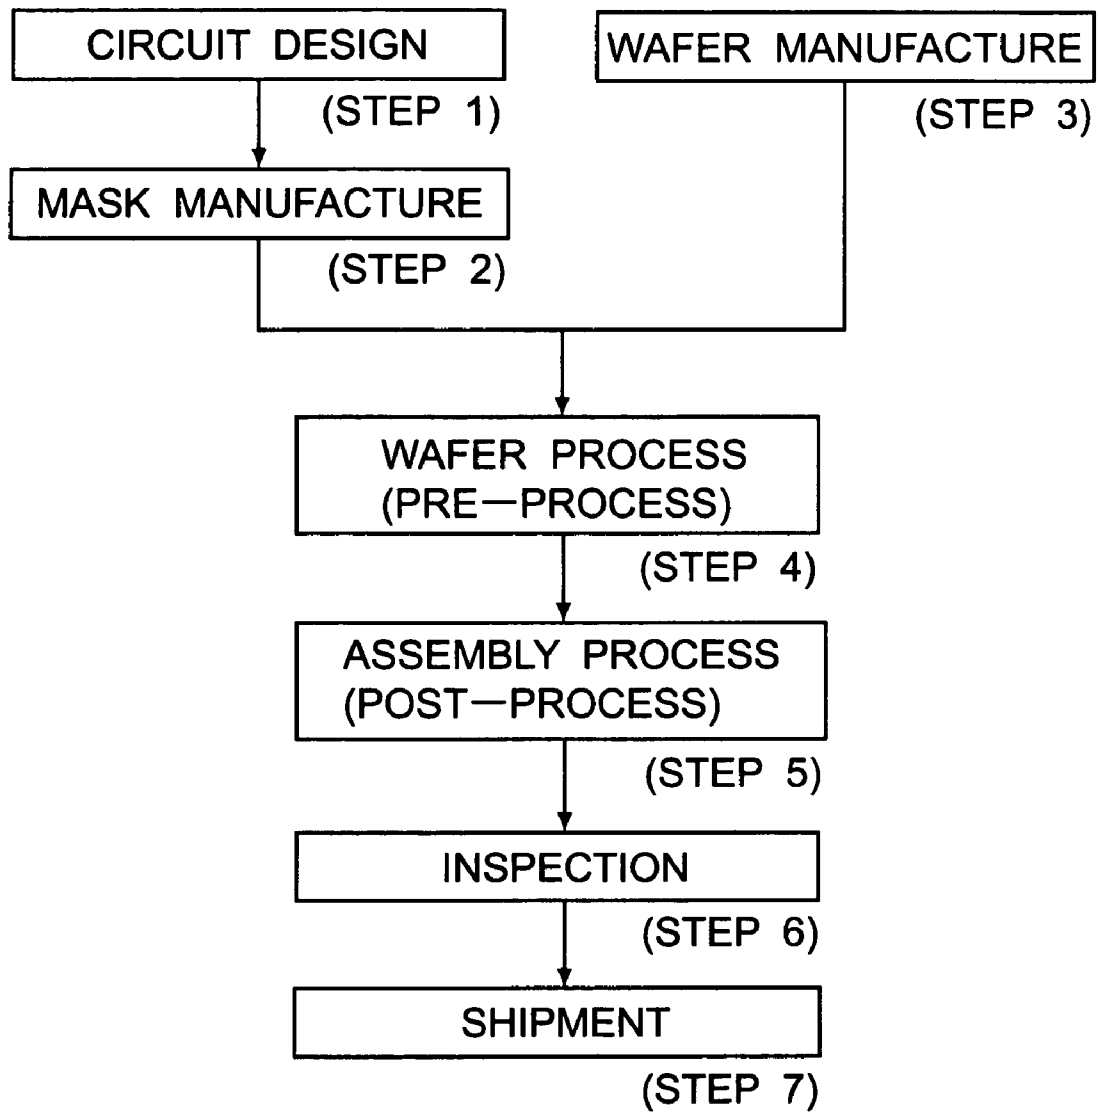 CIRCUIT DESIGN
(STEP 1)
WAFER MANUFACTURE
(STEP 3)
MASK MANUFACTURE
(STEP 2)
WAFER PROCESS
(PRE—PROCESS)
(STEP 4)
ASSEMBLY PROCESS
(POST—PROCESS)
(STEP 5)
INSPECTION
(STEP 6)
SHIPMENT
(STEP 7)